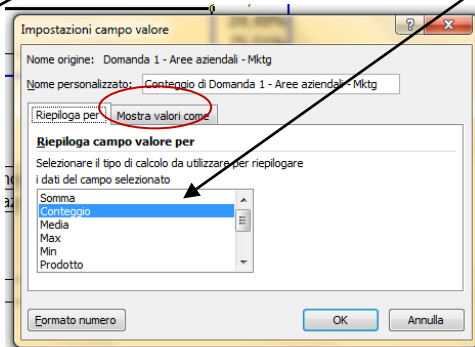 Impostazioni campo valore
Nome origine: Domanda 1 - Aree aziendali - Mktg
Nome personalizzato: Conteggio di Domanda 1 - Aree aziendali - Mktg
Riepiloga per Mostra valori come
Riepiloga campo valore per
Selezionare il tipo di calcolo da utilizzare per riepilogare
i dati del campo selezionato
Somma
Conteggio
Media
Max
Min
Prodotto
Formato numero OK Annulla